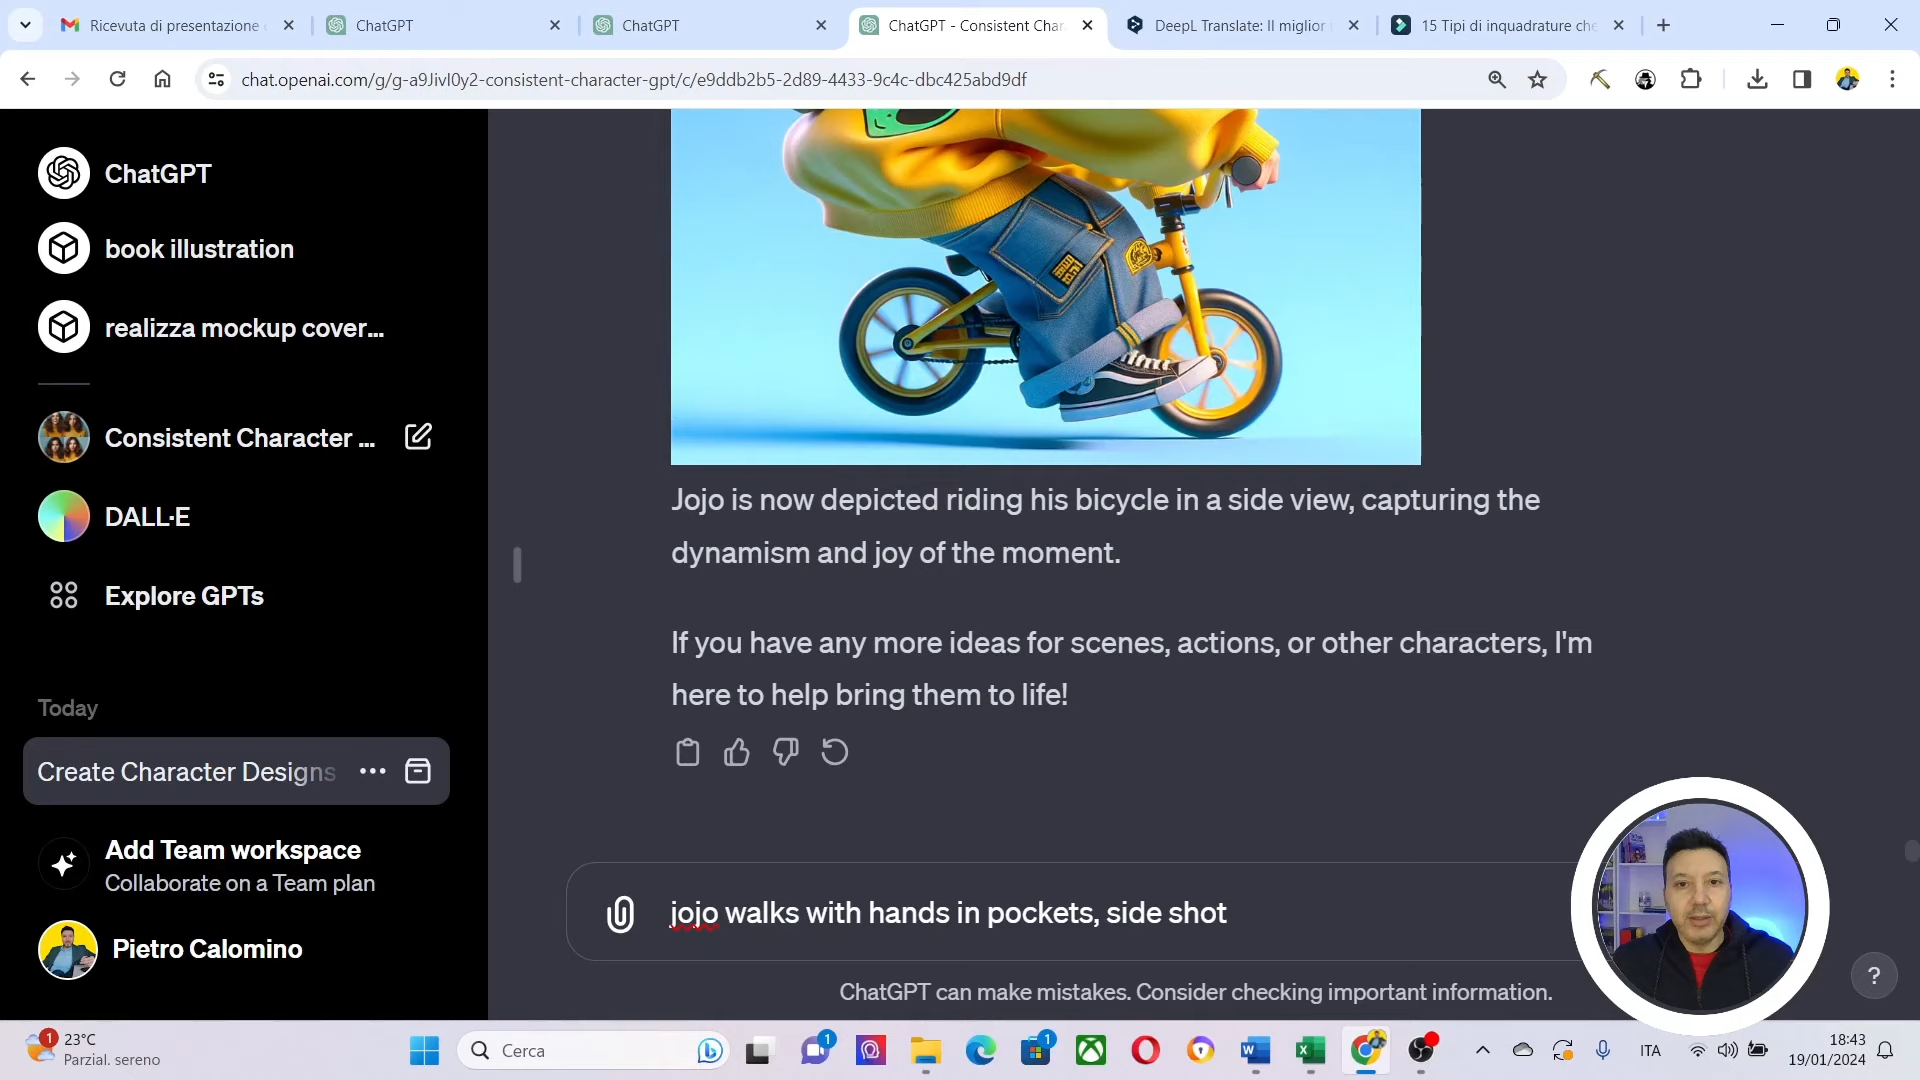 Ricevuta di presentazione
ChatGPT
ChatGPT
ChatGPT - Consistent Char
DeepL Translate: Il miglior
15 Tipi di inquadrature che
chat.openai.com/g/g-a9JivI0y2-consistent-character-gpt/c/e9ddb2b5-2d89-4433-9c4c-dbc425abd9df
ChatGPT
book illustration
realizza mockup cover...
Consistent Character ...
DALL·E
Explore GPTs
Today
Create Character Designs
Add Team workspace
Collaborate on a Team plan
Pietro Calomino
Jojo is now depicted riding his bicycle in a side view, capturing the
dynamism and joy of the moment.
If you have any more ideas for scenes, actions, or other characters, I'm
here to help bring them to life!
jojo walks with hands in pockets, side shot
ChatGPT can make mistakes. Consider checking important information.
?
1
23°C
Parzial. sereno
Cerca
1
1
ITA
18:43
19/01/2024